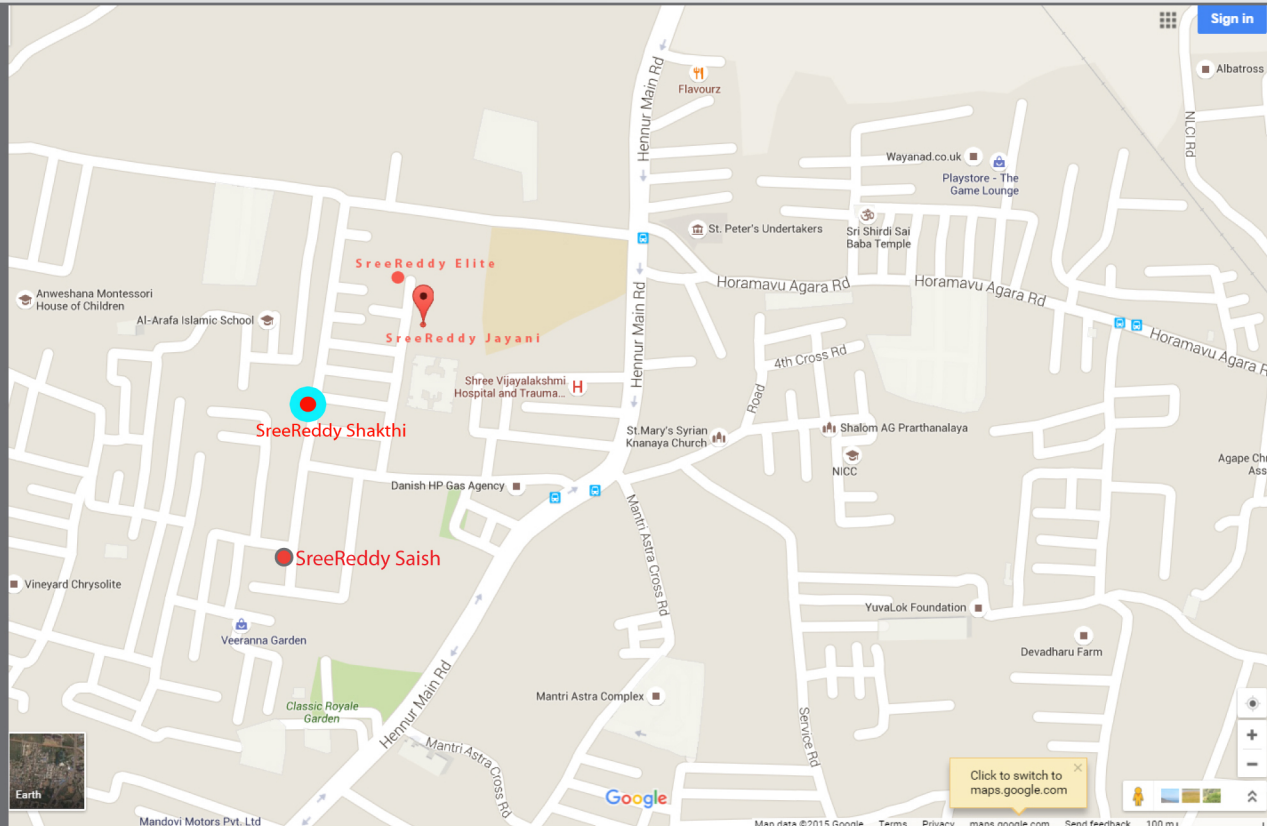 Sign in
Albatross
Flavourz
Hennur Main Rd
NLCI Rd
Wayanad.co.uk
Playstore - The
Game Lounge
St. Peter's Undertakers
Sri Shirdi Sai
Baba Temple
SreeReddy Elite
Horamavu Agara Rd
Horamavu Agara Rd
Anweshana Montessori
House of Children
Al-Arafa Islamic School
SreeReddy Jayani
Hennur Main Rd
Horamavu Agara R
4th Cross Rd
Shree Vijayalakshmi
Hospital and Trauma...
H
Road
SreeReddy Shakthi
St.Mary's Syrian
Knanaya Church
Shalom AG Prarthanalaya
NICC
Agape Chr
Ass
Danish HP Gas Agency
Mantri Astra Cross Rd
SreeReddy Saish
Vineyard Chrysolite
YuvaLok Foundation
Veeranna Garden
Devadharu Farm
Hennur Main Rd
Mantri Astra Complex
Classic Royale
Garden
Service Rd
Mantri Astra Cross Rd
Earth
Click to switch to
maps.google.com
Google
Mandovi Motors Pvt. Ltd
Map data ©2015 Google Terms Privacy maps.google.com Send feedback 100 m